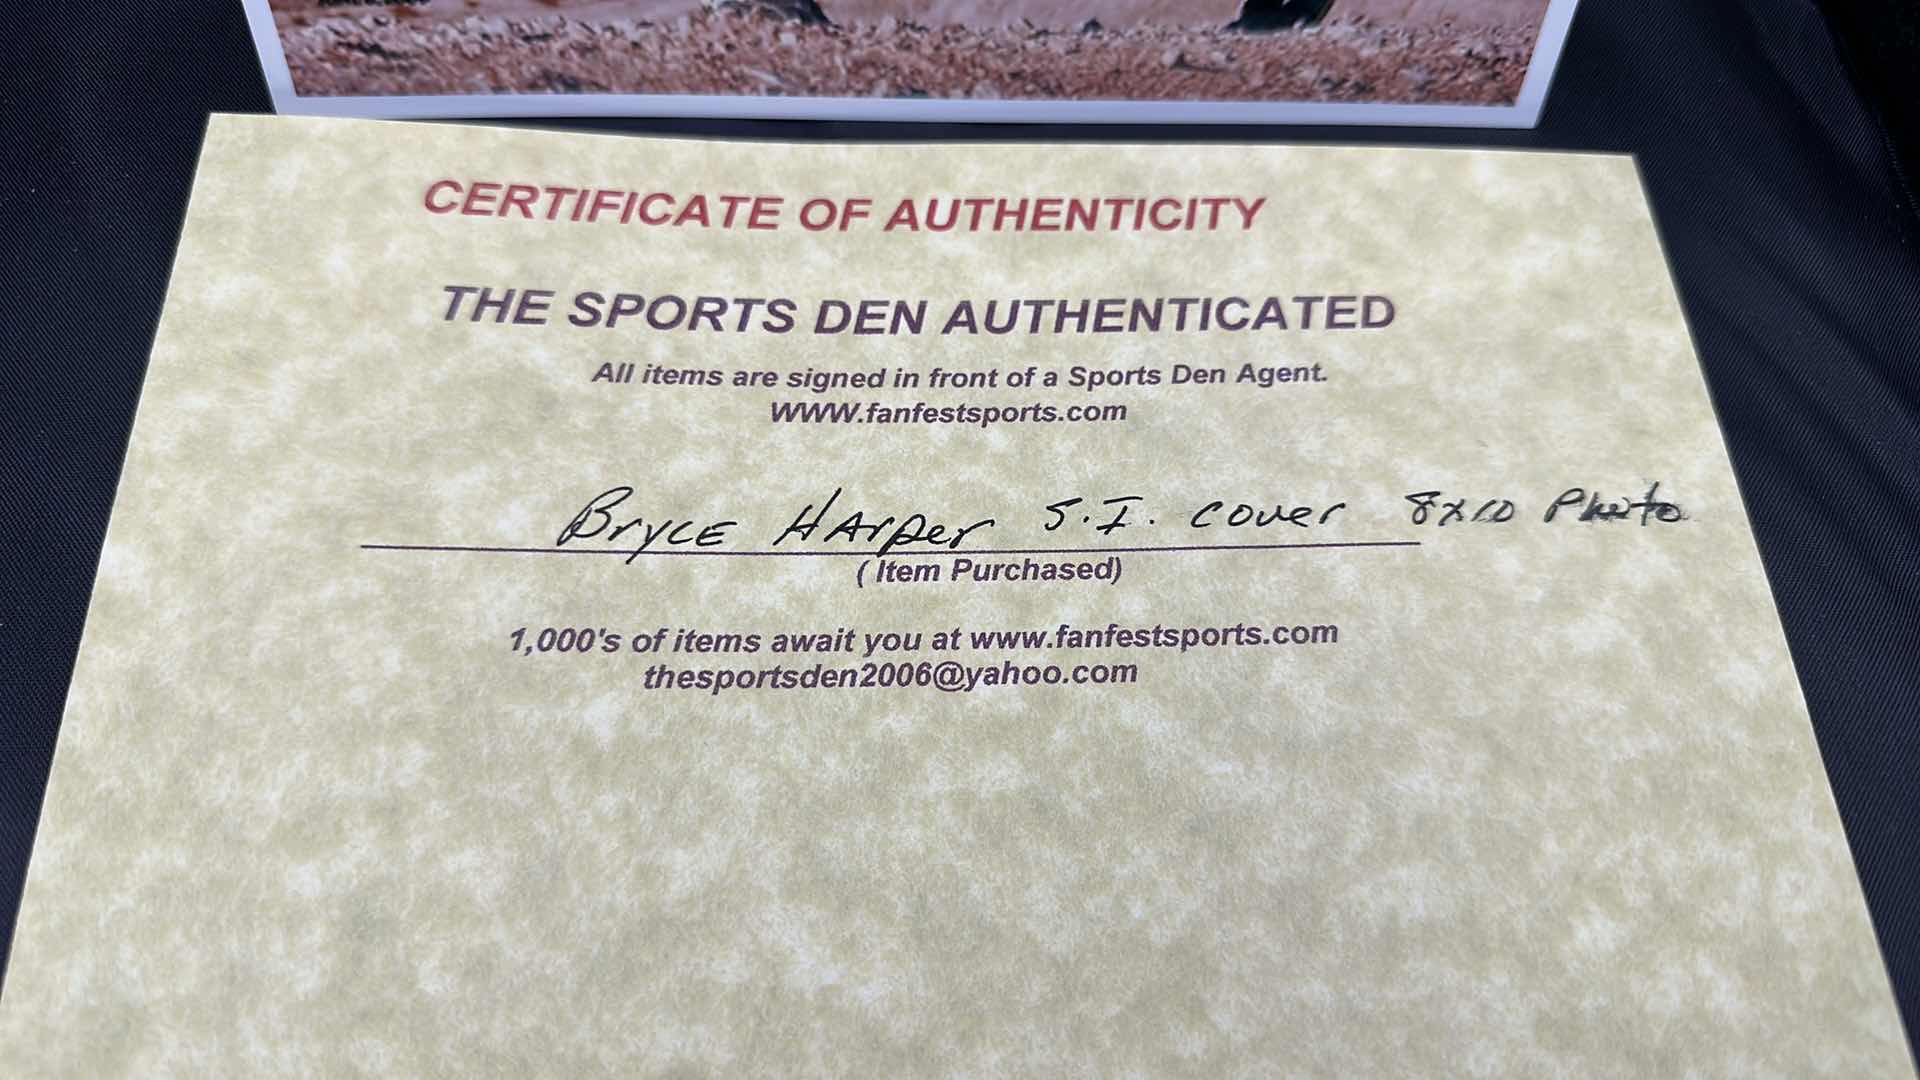 CERTIFICATE OF AUTHENTICITY
THE SPORTS DEN AUTHENTICATED
All items are signed in front of a Sports Den Agent.
WWW.fanfestsports.com
Bryce Harper S.I. cover 8x10 Photo
( Item Purchased)
1,000's of items await you at www.fanfestsports.com
thesportsden2006@yahoo.com